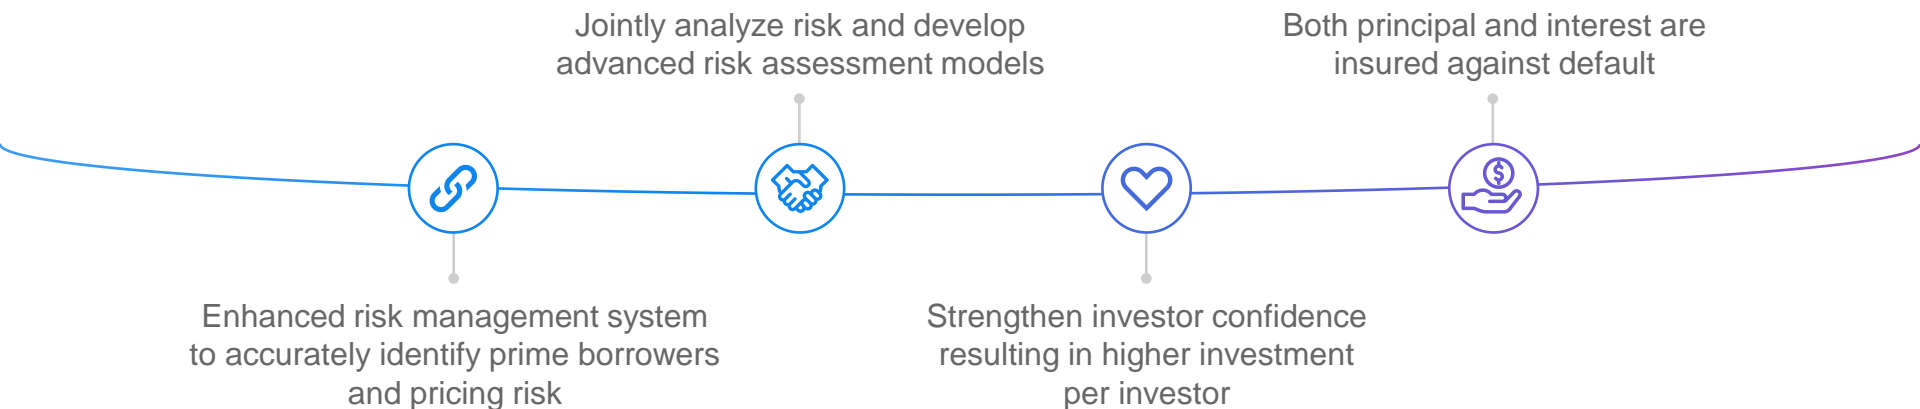 Jointly analyze risk and develop
advanced risk assessment models
Both principal and interest are
insured against default
Enhanced risk management system
to accurately identify prime borrowers
and pricing risk
Strengthen investor confidence
resulting in higher investment
per investor